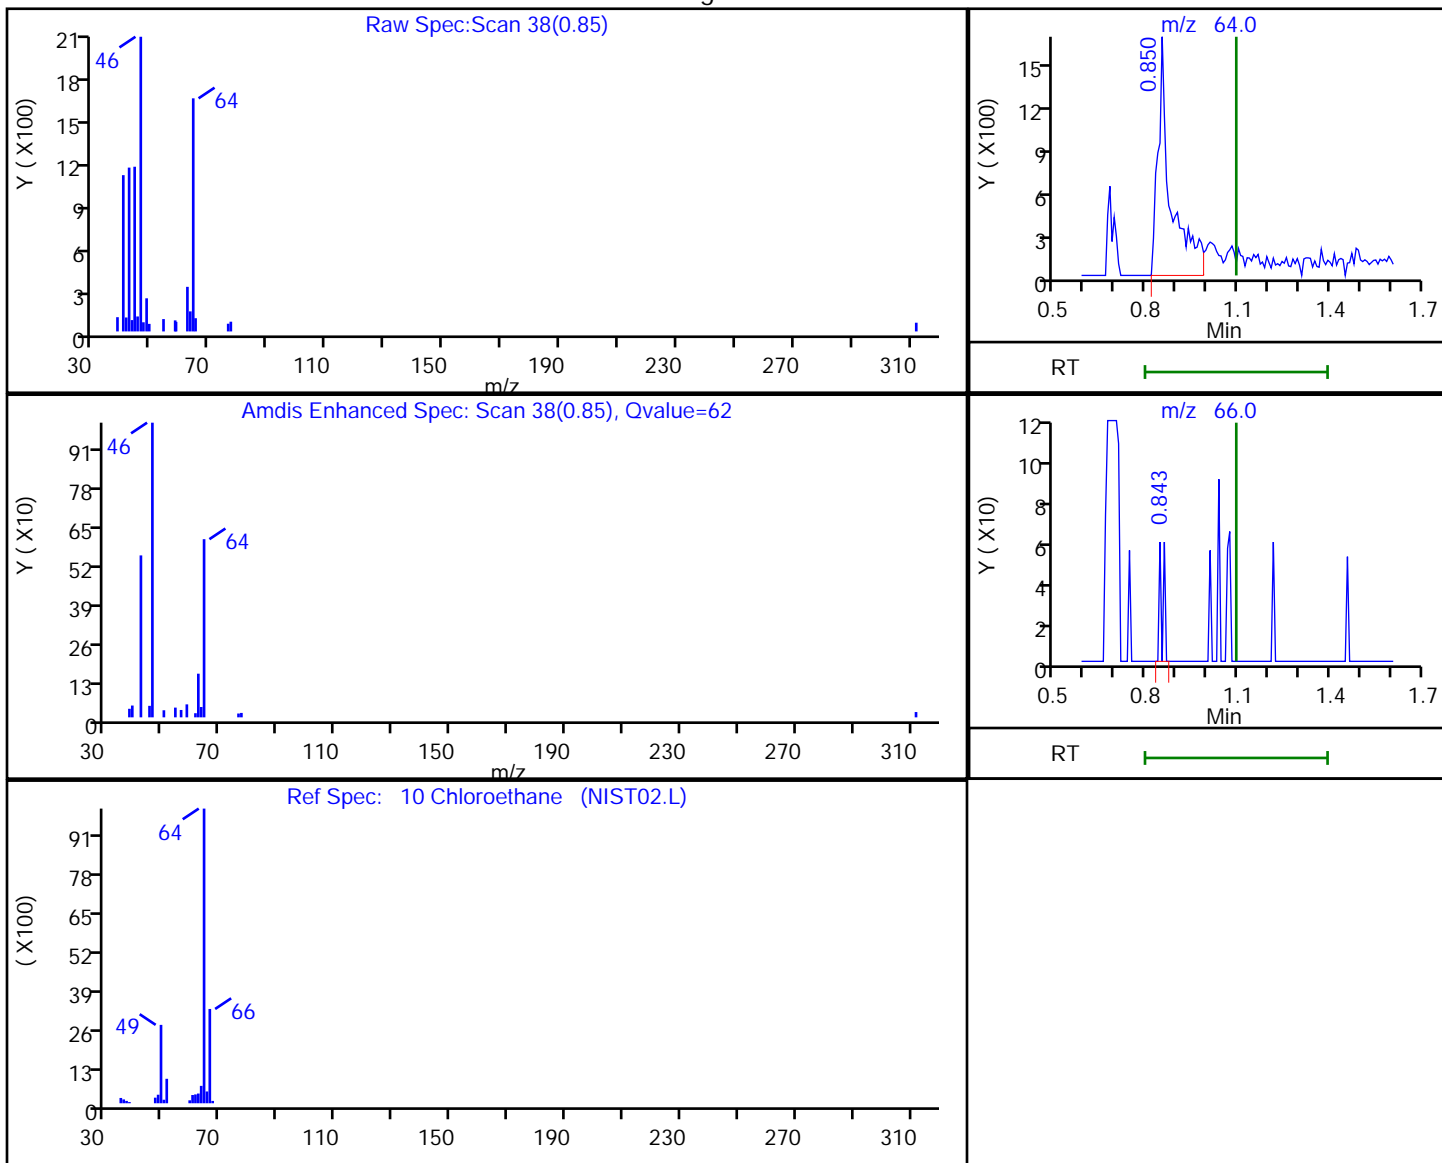 Raw Spec:Scan 38(0.85)
Y ( X100)
21
18
15
12
9
6
3
0
46
64
30 70 110 150 190 230 270 310
m/z
m/z 64.0
Y ( X100)
15
12
9
6
3
0
0.850
0.5 0.8 1.1 1.4 1.7
Min
RT
Amdis Enhanced Spec: Scan 38(0.85), Qvalue=62
Y ( X10)
91
78
65
52
39
26
13
0
46
64
30 70 110 150 190 230 270 310
m/z
m/z 66.0
Y ( X10)
12
10
8
6
4
2
0
0.843
0.5 0.8 1.1 1.4 1.7
Min
RT
Ref Spec: 10 Chloroethane (NIST02.L)
( X100)
91
78
65
52
39
26
13
0
64
49
66
30 70 110 150 190 230 270 310